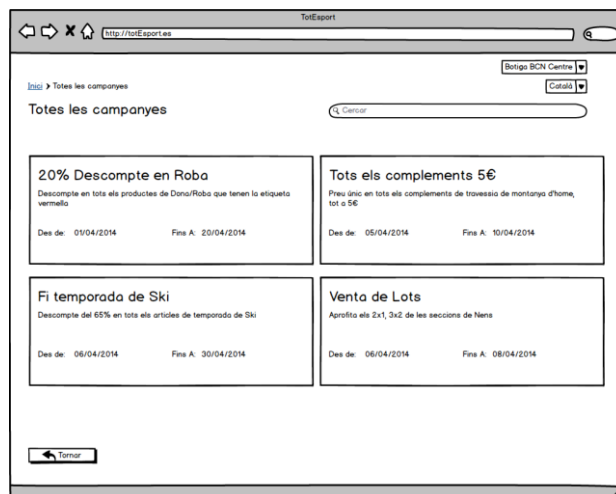 TotEsport
http://totEsport.es
Botiga BCN Centre
Inici > Totes les campanyes
Català
Totes les campanyes
Cercar
20% Descompte en Roba
Descompte en tots els productes de Dona/Roba que tenen la etiqueta
vermella
Des de: 01/04/2014 Fins A: 20/04/2014
Tots els complements 5€
Preu únic en tots els complements de travessia de montanya d'home,
tot a 5€
Des de: 05/04/2014 Fins A: 10/04/2014
Fi temporada de Ski
Descompte del 65% en tots els articles de temporada de Ski
Des de: 06/04/2014 Fins A: 30/04/2014
Venta de Lots
Aprofita els 2x1, 3x2 de les seccions de Nens
Des de: 06/04/2014 Fins A: 08/04/2014
Tornar